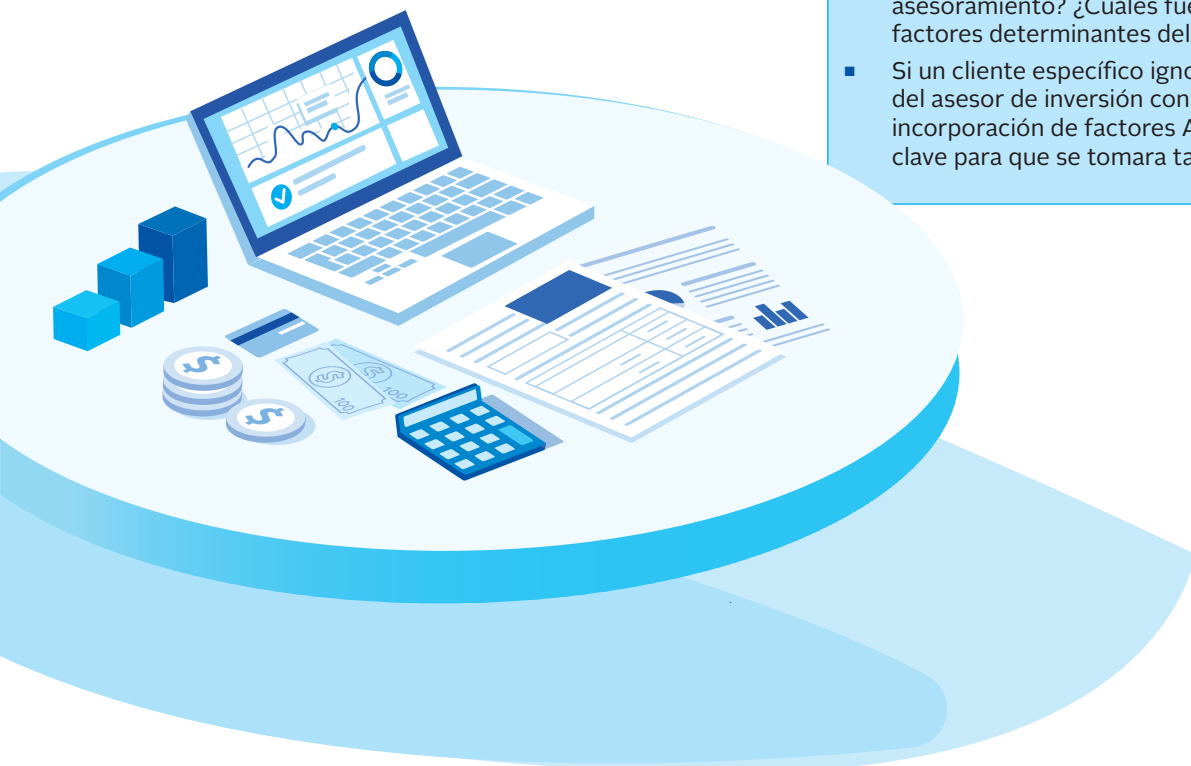 asesoramiento? ¿Cuáles fue
factores determinantes del
▪ Si un cliente específico igno
del asesor de inversión con
incorporación de factores A
clave para que se tomara ta
$
$
100
100